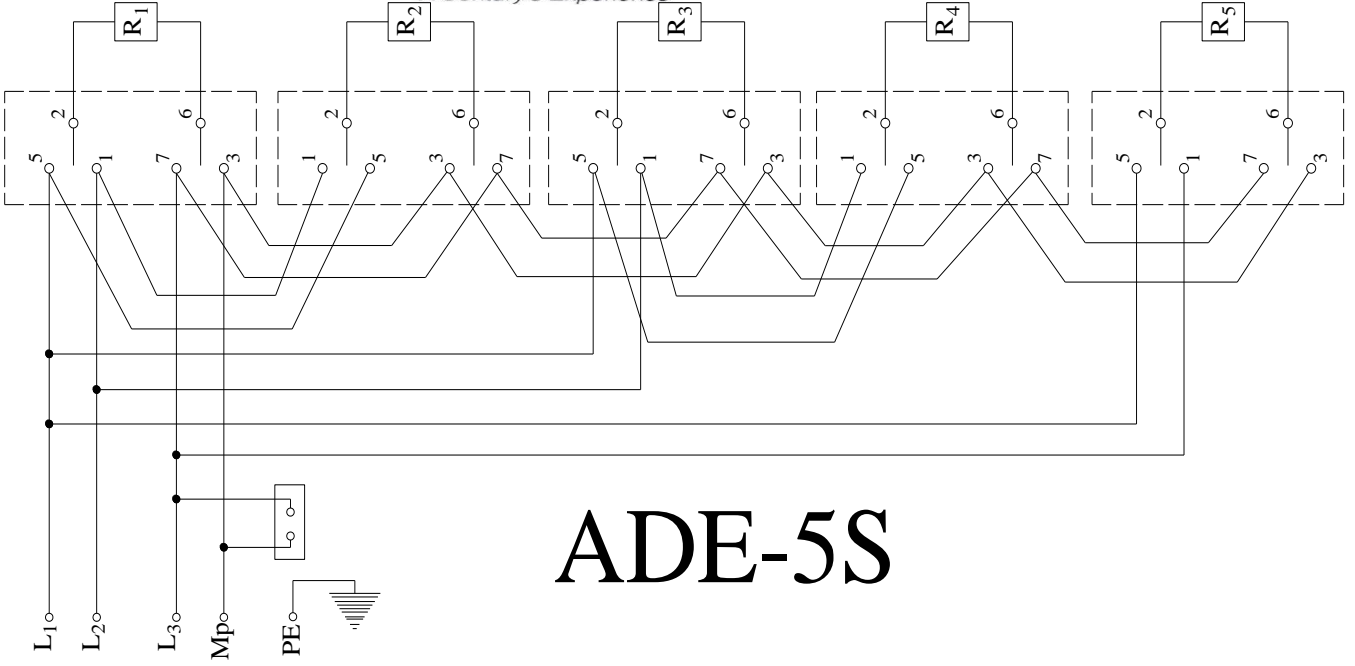 Century's Experience
R1 R2 R3 R4 R5
2 6 2 6 2 6 2 6 2 6
5 1 7 3 1 5 3 7 5 1 7 3 1 5 3 7 5 1 7 3
ADE-5S
L1 L2 L3 Mp PE